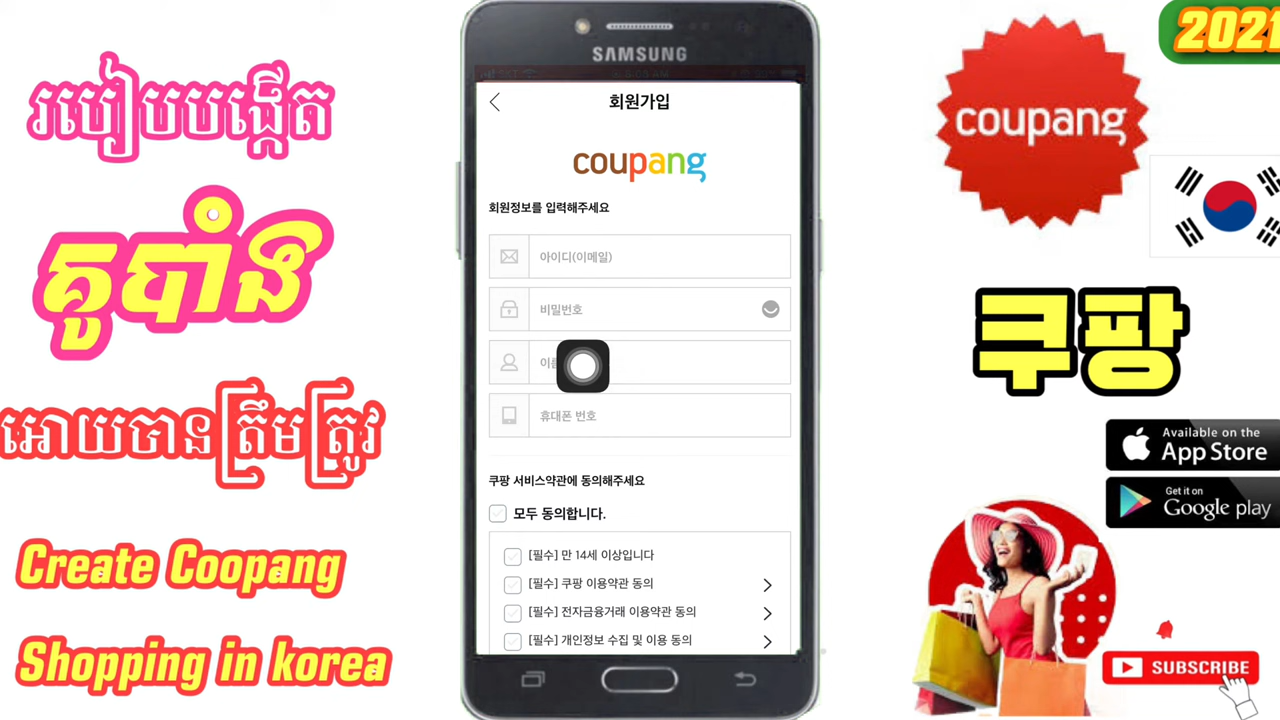 របៀបបង្កើត
គូប៉ាំង
អោយបានត្រឹមត្រូវ
Create Coopang
Shopping in korea
SAMSUNG
회원가입
coupang
회원정보를 입력해주세요
아이디(이메일)
비밀번호
휴대폰 번호
쿠팡 서비스약관에 동의해주세요
모두 동의합니다.
[필수] 만 14세 이상입니다
[필수] 쿠팡 이용약관 동의
[필수] 전자금융거래 이용약관 동의
[필수] 개인정보 수집 및 이용 동의
2021
coupang
쿠팡
Available on the
App Store
Get it on
Google play
SUBSCRIBE